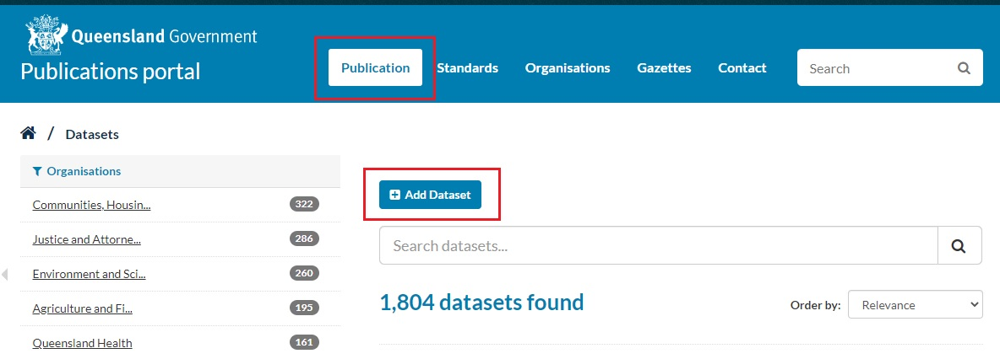 Queensland Government
Publications portal
Publication
Standards
Organisations
Gazettes
Contact
Search
/ Datasets
Organisations
Communities, Housin... 322
Justice and Attorne... 286
Environment and Sci... 260
Agriculture and Fi... 195
Queensland Health 161
Add Dataset
Search datasets...
1,804 datasets found
Order by: Relevance